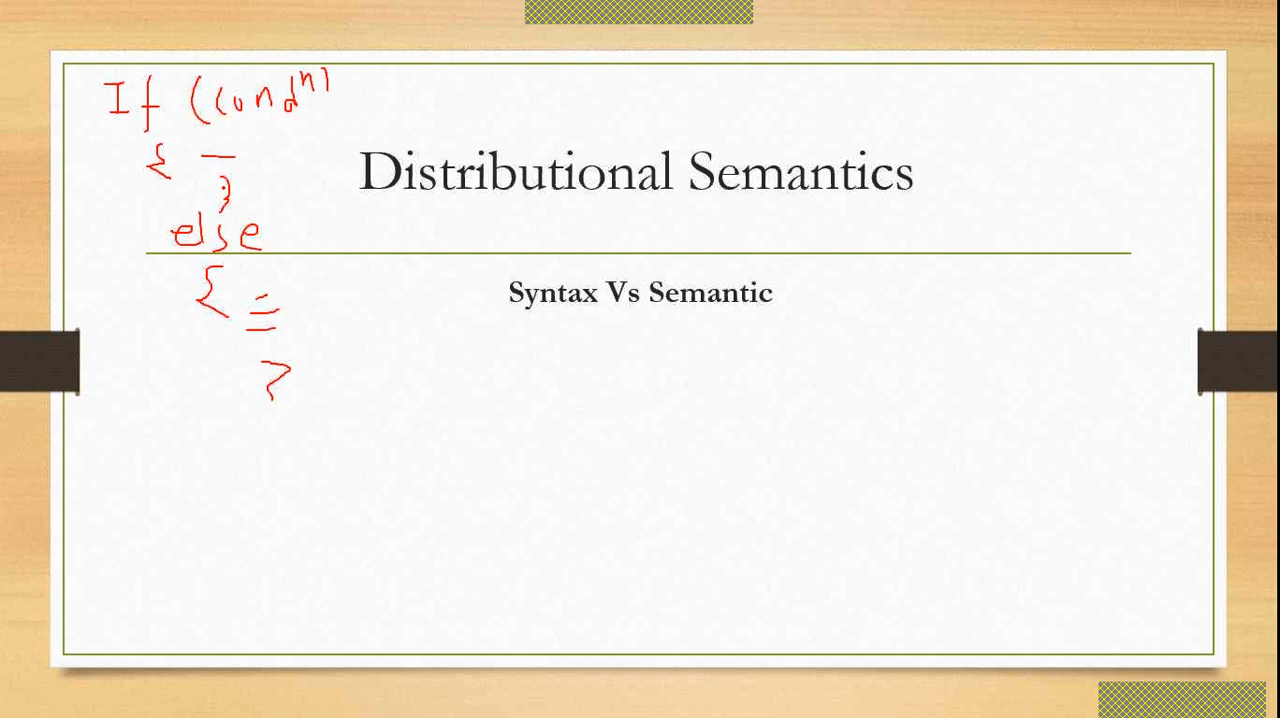 If (condⁿ)
{ —
}
else
{ =
}
Distributional Semantics
Syntax Vs Semantic